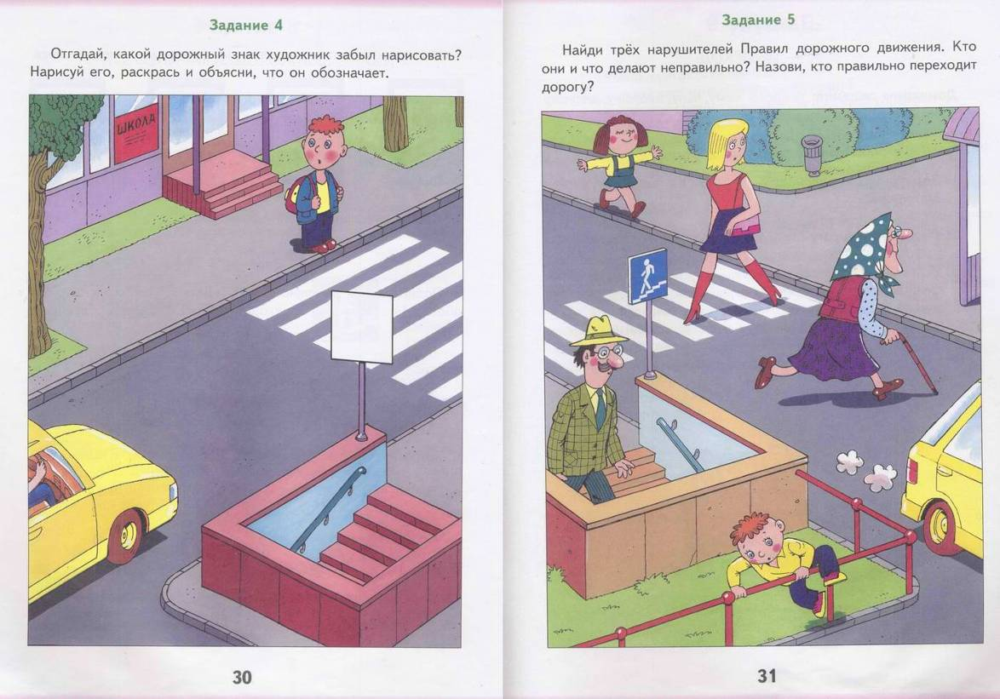 Задание 4
Отгадай, какой дорожный знак художник забыл нарисовать?
Нарисуй его, раскрась и объясни, что он обозначает.
ШКОЛА
30
Задание 5
Найди трёх нарушителей Правил дорожного движения. Кто
они и что делают неправильно? Назови, кто правильно переходит
дорогу?
31